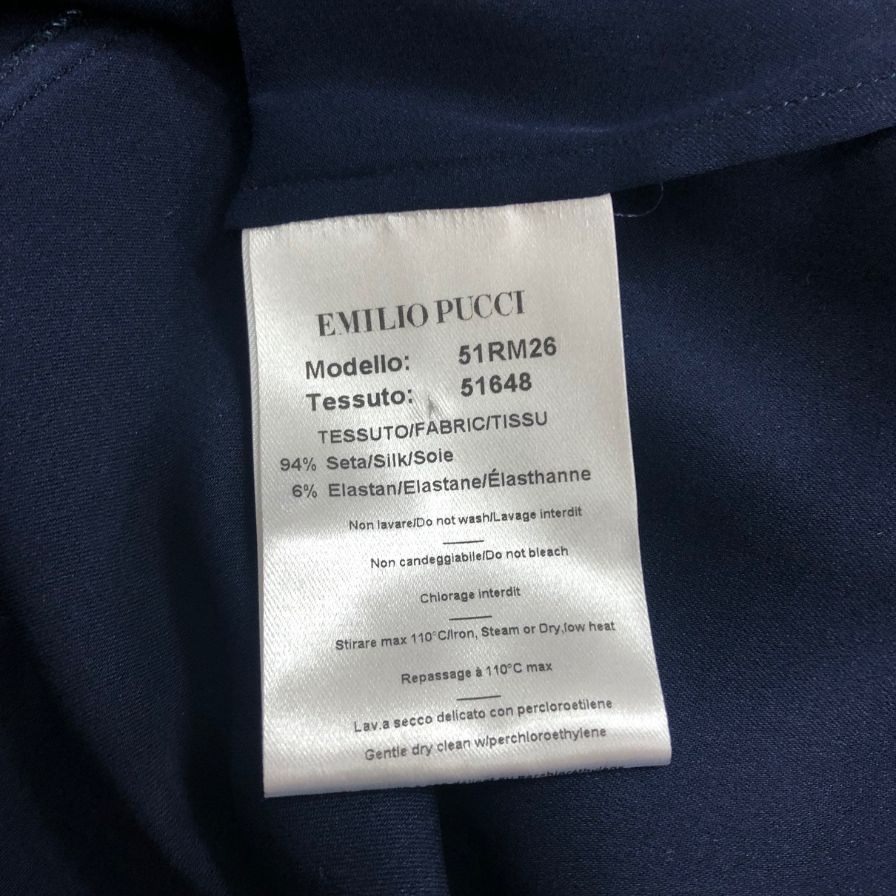 EMILIO PUCCI
Modello: 51RM26
Tessuto: 51648
TESSUTO/FABRIC/TISSU
94% Seta/Silk/Soie
6% Elastan/Elastane/Élasthanne
Non lavare/Do not wash/Lavage interdit
Non candeggiabile/Do not bleach
Chlorage interdit
Stirare max 110°C/Iron, Steam or Dry,low heat
Repassage à 110°C max
Lav.a secco delicato con percloroetilene
Gentle dry clean w/perchloroethylene